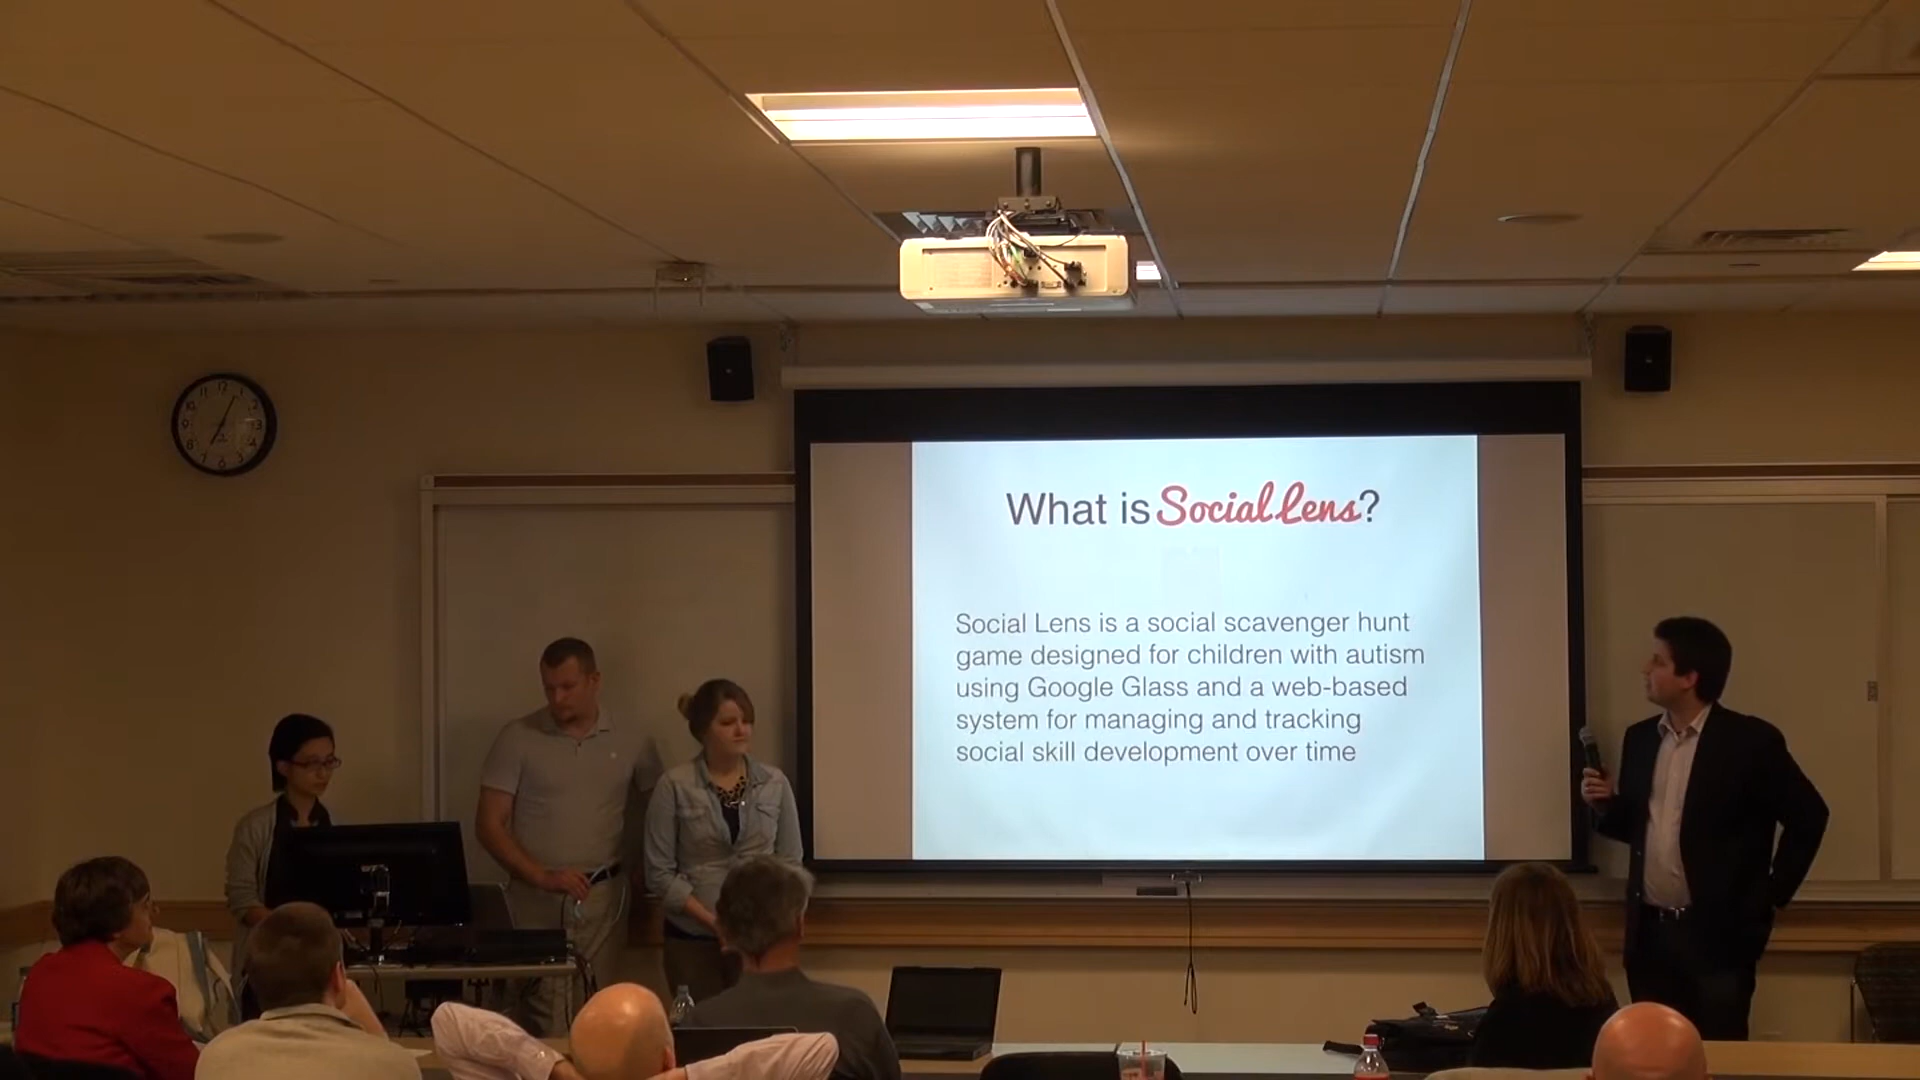 What is Social Lens?
Social Lens is a social scavenger hunt
game designed for children with autism
using Google Glass and a web-based
system for managing and tracking
social skill development over time